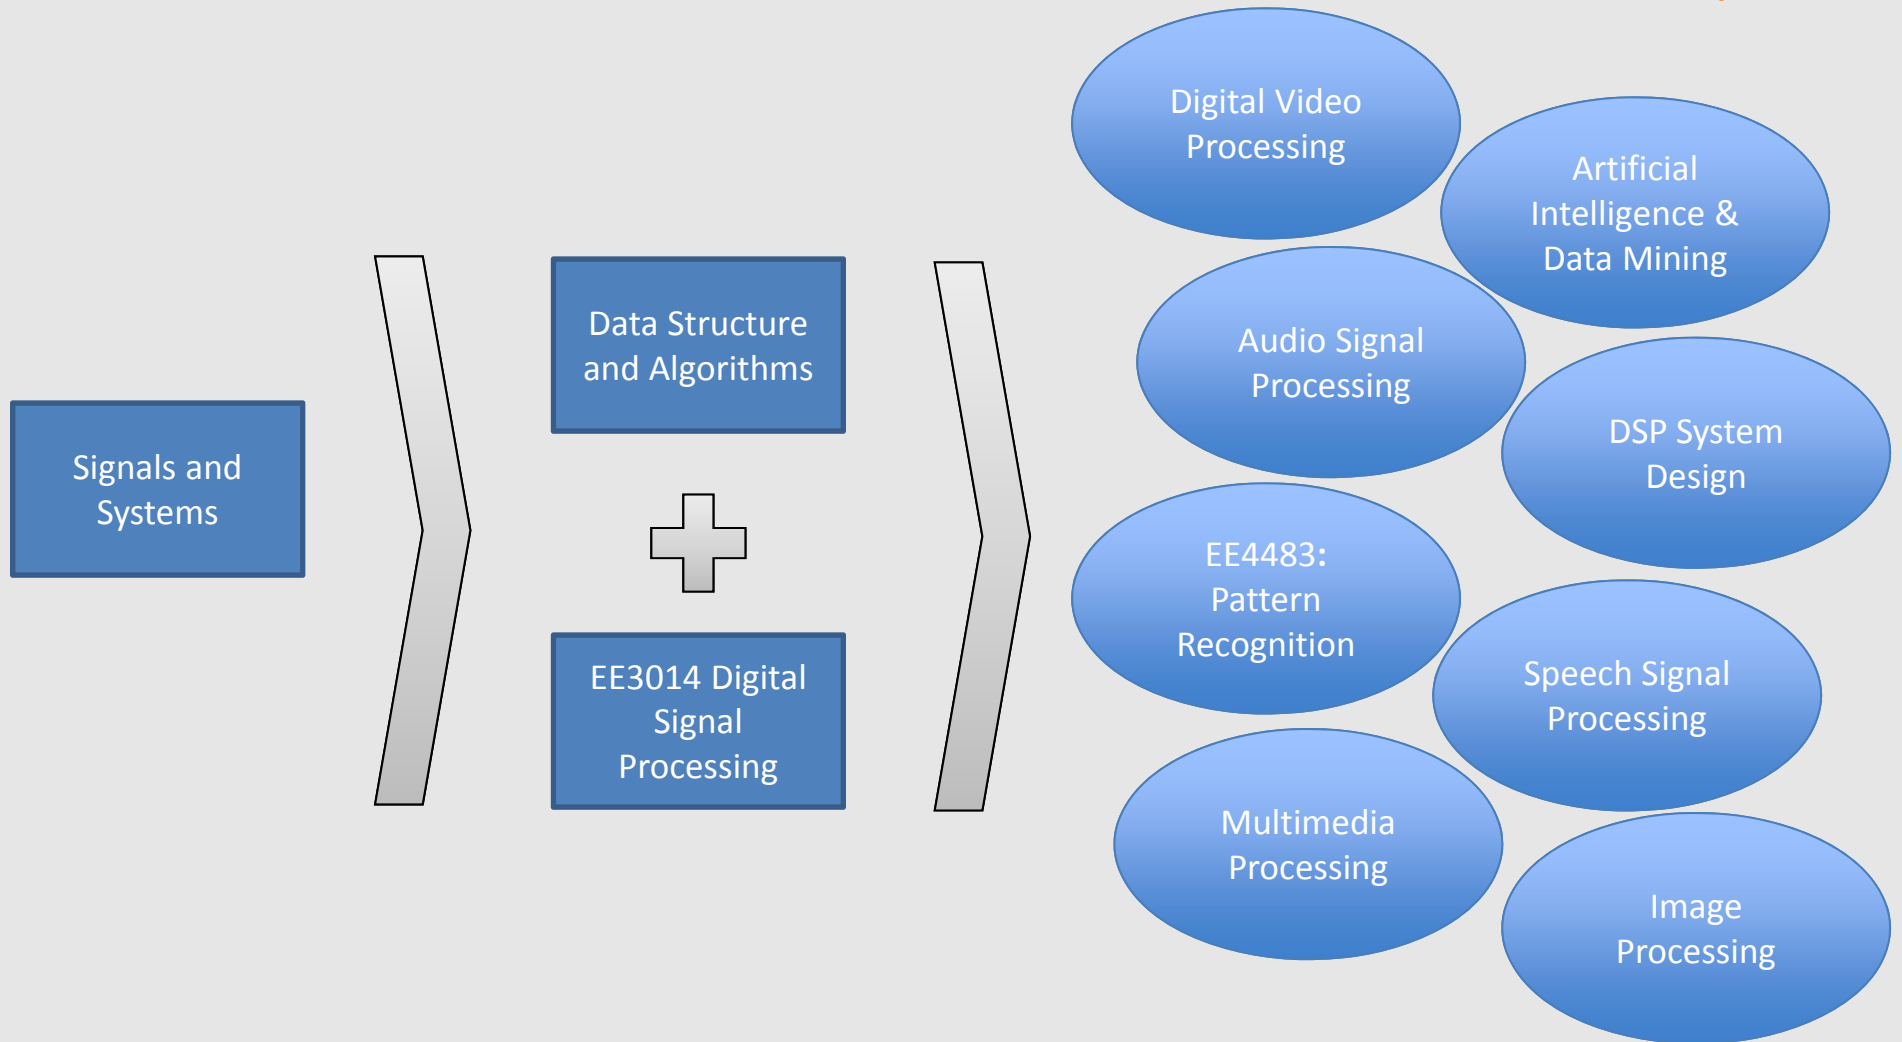 Signals and
Systems
Data Structure
and Algorithms
EE3014 Digital
Signal
Processing
Digital Video
Processing
Artificial
Intelligence &
Data Mining
Audio Signal
Processing
DSP System
Design
EE4483:
Pattern
Recognition
Speech Signal
Processing
Multimedia
Processing
Image
Processing